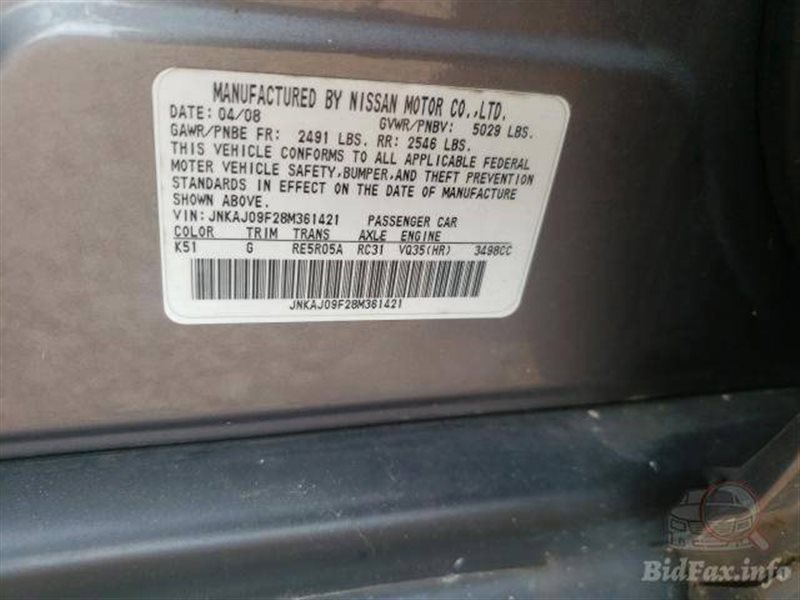 MANUFACTURED BY NISSAN MOTOR CO.,LTD.
DATE: 04/08 GVWR/PNBV: 5029 LBS.
GAWR/PNBE FR: 2491 LBS. RR: 2546 LBS.
THIS VEHICLE CONFORMS TO ALL APPLICABLE FEDERAL
MOTER VEHICLE SAFETY,BUMPER,AND THEFT PREVENTION
STANDARDS IN EFFECT ON THE DATE OF MANUFACTURE
SHOWN ABOVE.
VIN: JNKAJ09F28M361421 PASSENGER CAR
COLOR TRIM TRANS AXLE ENGINE
K51 G RE5R05A RC31 VQ35(HR) 3498CC
JNKAJ09F28M361421
BidFax.info